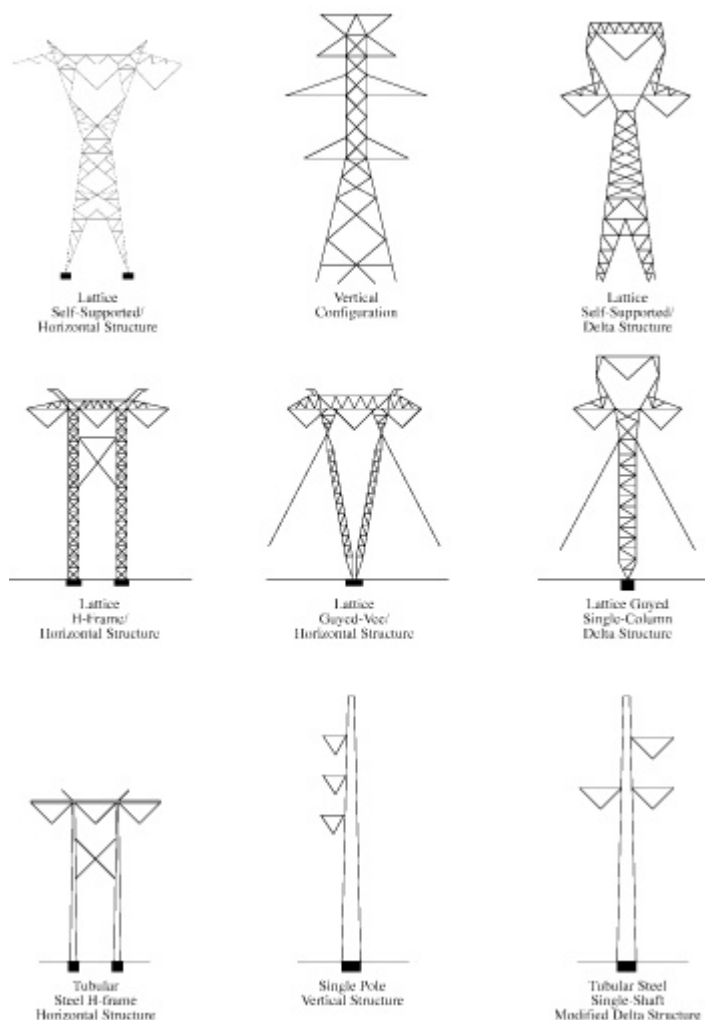 Lattice
Self-Supported/
Horizontal Structure
Vertical
Configuration
Lattice
Self-Supported/
Delta Structure
Lattice
H-Frame/
Horizontal Structure
Lattice
Guyed-Vee/
Horizontal Structure
Lattice Guyed
Single-Column
Delta Structure
Tubular
Steel H-frame
Horizontal Structure
Single Pole
Vertical Structure
Tubular Steel
Single-Shaft
Modified Delta Structure